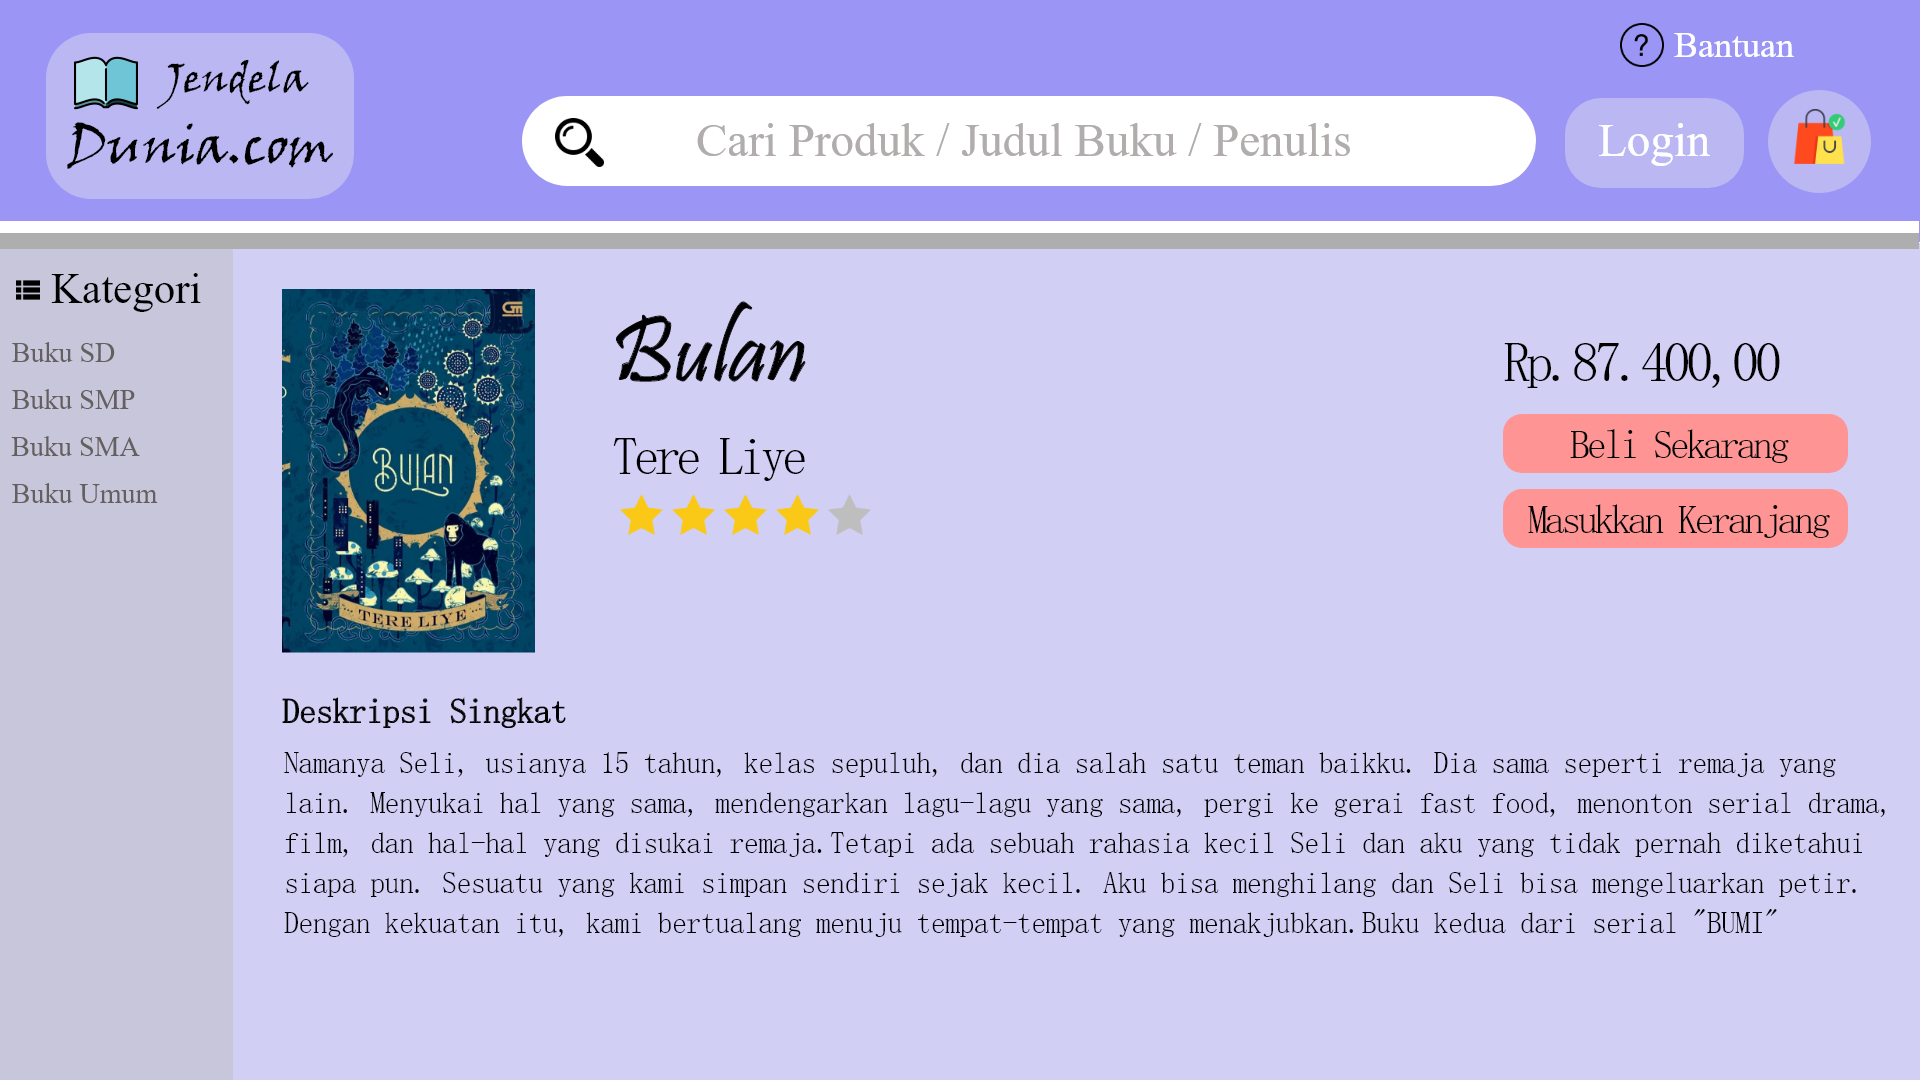 Jendela
Dunia.com
? Bantuan
Cari Produk / Judul Buku / Penulis
Login
Kategori
Buku SD
Buku SMP
Buku SMA
Buku Umum
GM
BULAN
TERE LIYE
Bulan
Tere Liye
Rp. 87. 400, 00
Beli Sekarang
Masukkan Keranjang
Deskripsi Singkat
Namanya Seli, usianya 15 tahun, kelas sepuluh, dan dia salah satu teman baikku. Dia sama seperti remaja yang
lain. Menyukai hal yang sama, mendengarkan lagu-lagu yang sama, pergi ke gerai fast food, menonton serial drama,
film, dan hal-hal yang disukai remaja.Tetapi ada sebuah rahasia kecil Seli dan aku yang tidak pernah diketahui
siapa pun. Sesuatu yang kami simpan sendiri sejak kecil. Aku bisa menghilang dan Seli bisa mengeluarkan petir.
Dengan kekuatan itu, kami bertualang menuju tempat-tempat yang menakjubkan.Buku kedua dari serial "BUMI"